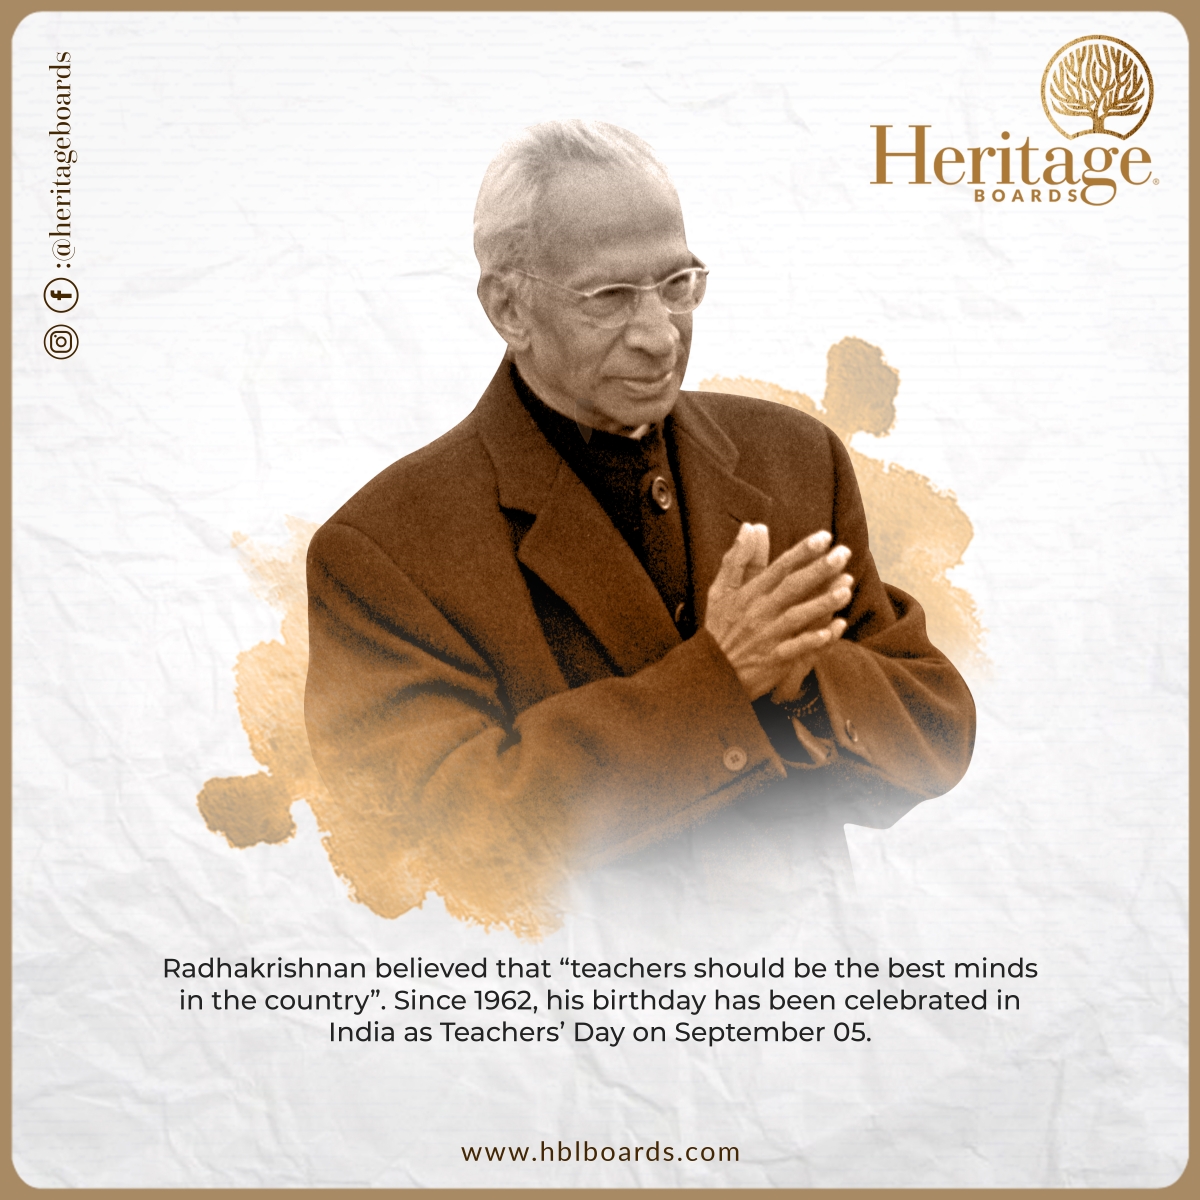 :@heritageboards
Heritage®
BOARDS
Radhakrishnan believed that “teachers should be the best minds
in the country”. Since 1962, his birthday has been celebrated in
India as Teachers’ Day on September 05.
www.hblboards.com